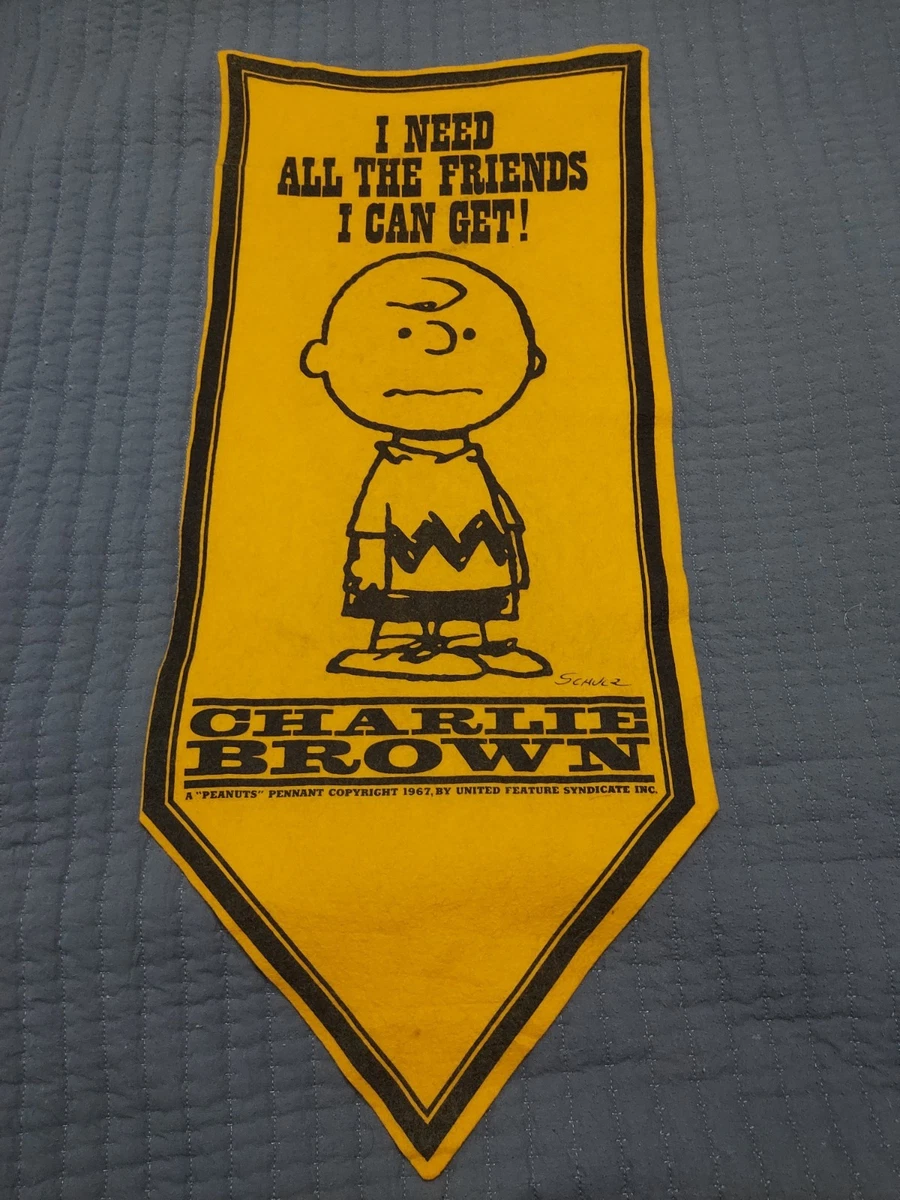 I NEED
ALL THE FRIENDS
I CAN GET!
SCHULZ
CHARLIE
BROWN
A "PEANUTS" PENNANT COPYRIGHT 1967, BY UNITED FEATURE SYNDICATE INC.